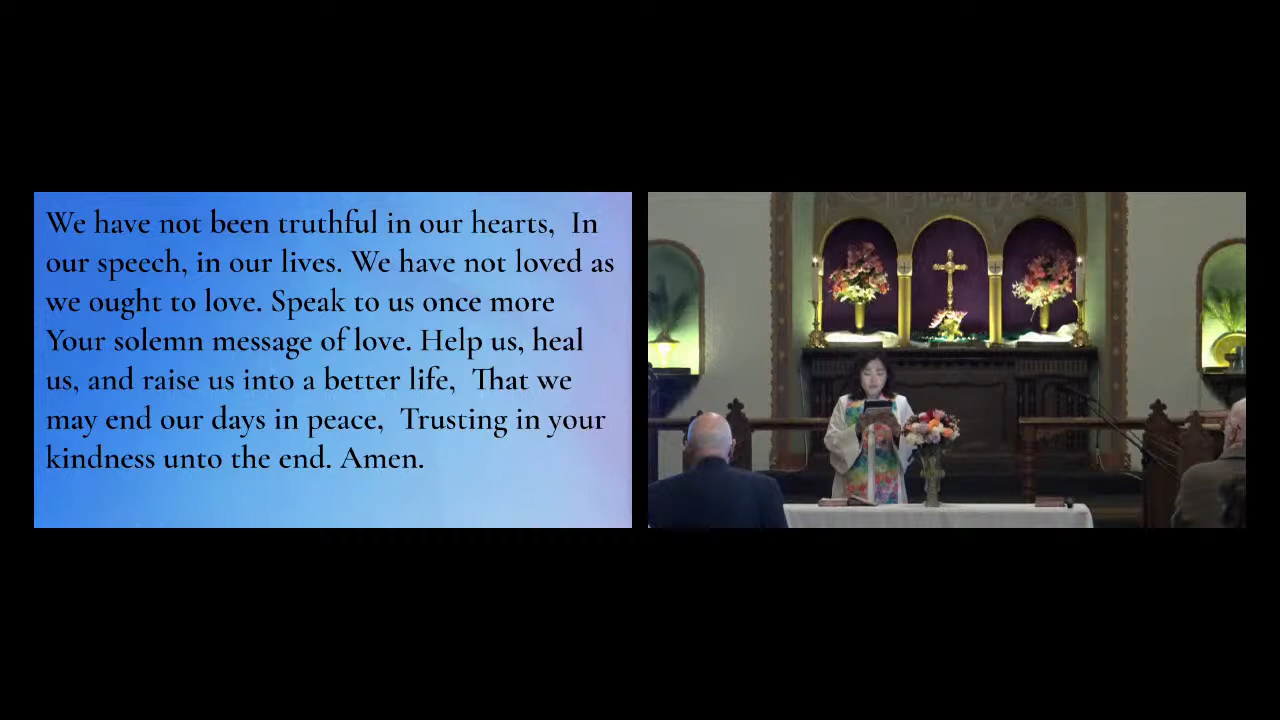 We have not been truthful in our hearts,  In
our speech, in our lives. We have not loved as
we ought to love. Speak to us once more
Your solemn message of love. Help us, heal
us, and raise us into a better life,  That we
may end our days in peace,  Trusting in your
kindness unto the end. Amen.